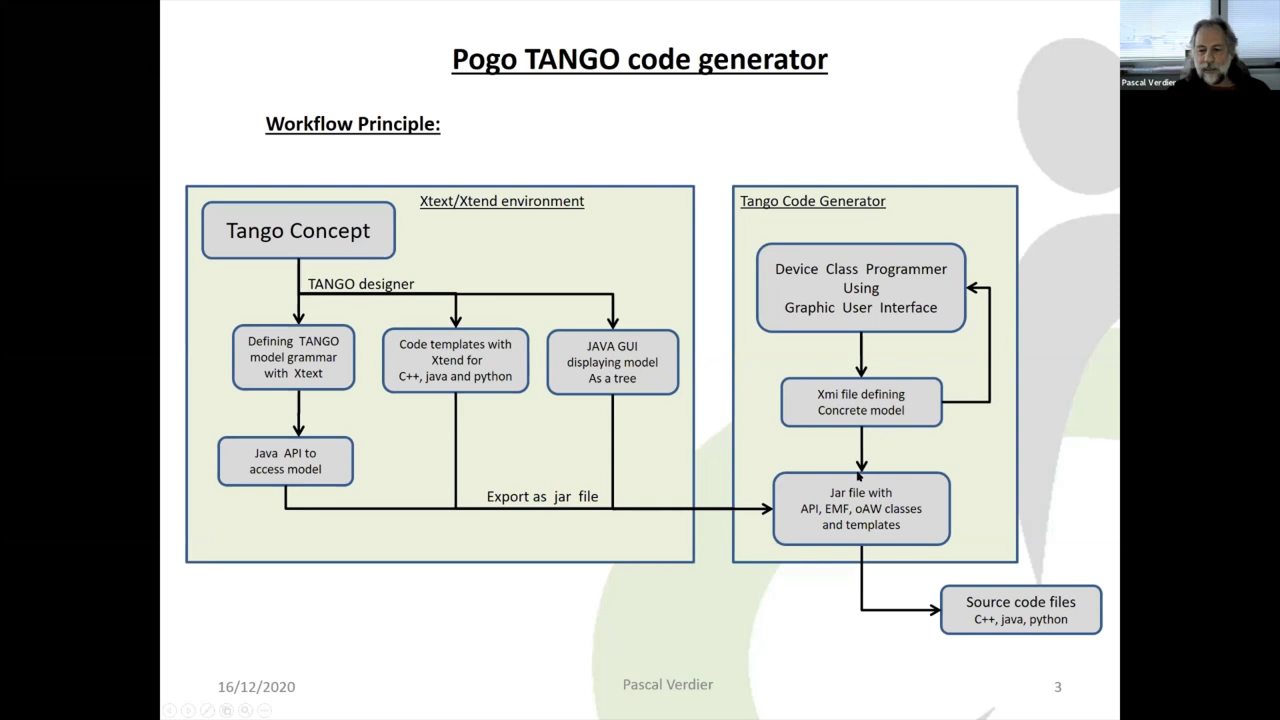 Pogo TANGO code generator
Pascal Verdier
Workflow Principle:
Xtext/Xtend environment
Tango Concept
TANGO designer
Defining TANGO
model grammar
with Xtext
Code templates with
Xtend for
C++, java and python
JAVA GUI
displaying model
As a tree
Java API to
access model
Export as jar file
Tango Code Generator
Device Class Programmer
Using
Graphic User Interface
Xmi file defining
Concrete model
Jar file with
API, EMF, oAW classes
and templates
Source code files
C++, java, python
16/12/2020
Pascal Verdier
3